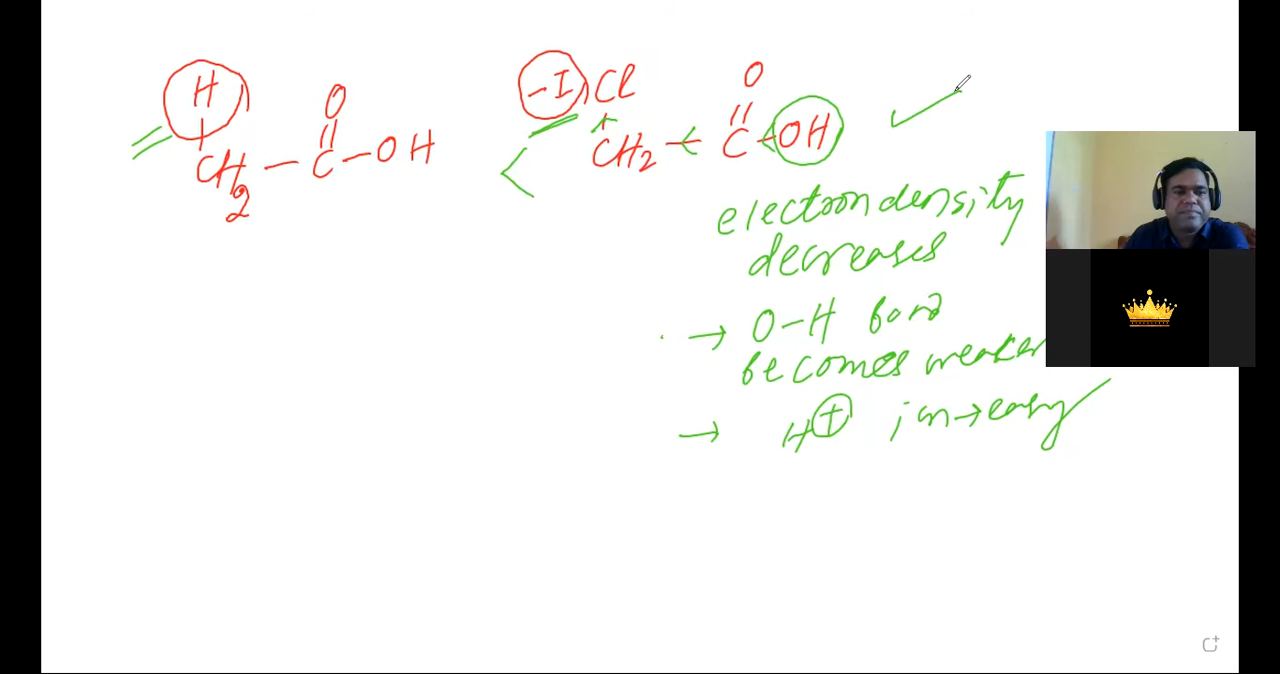 H
CH2 - C - OH
O
-I Cl
O
< CH2 - C - OH
electron density
decreases
→ O-H bond
becomes weaker
→ H+ ion → easy